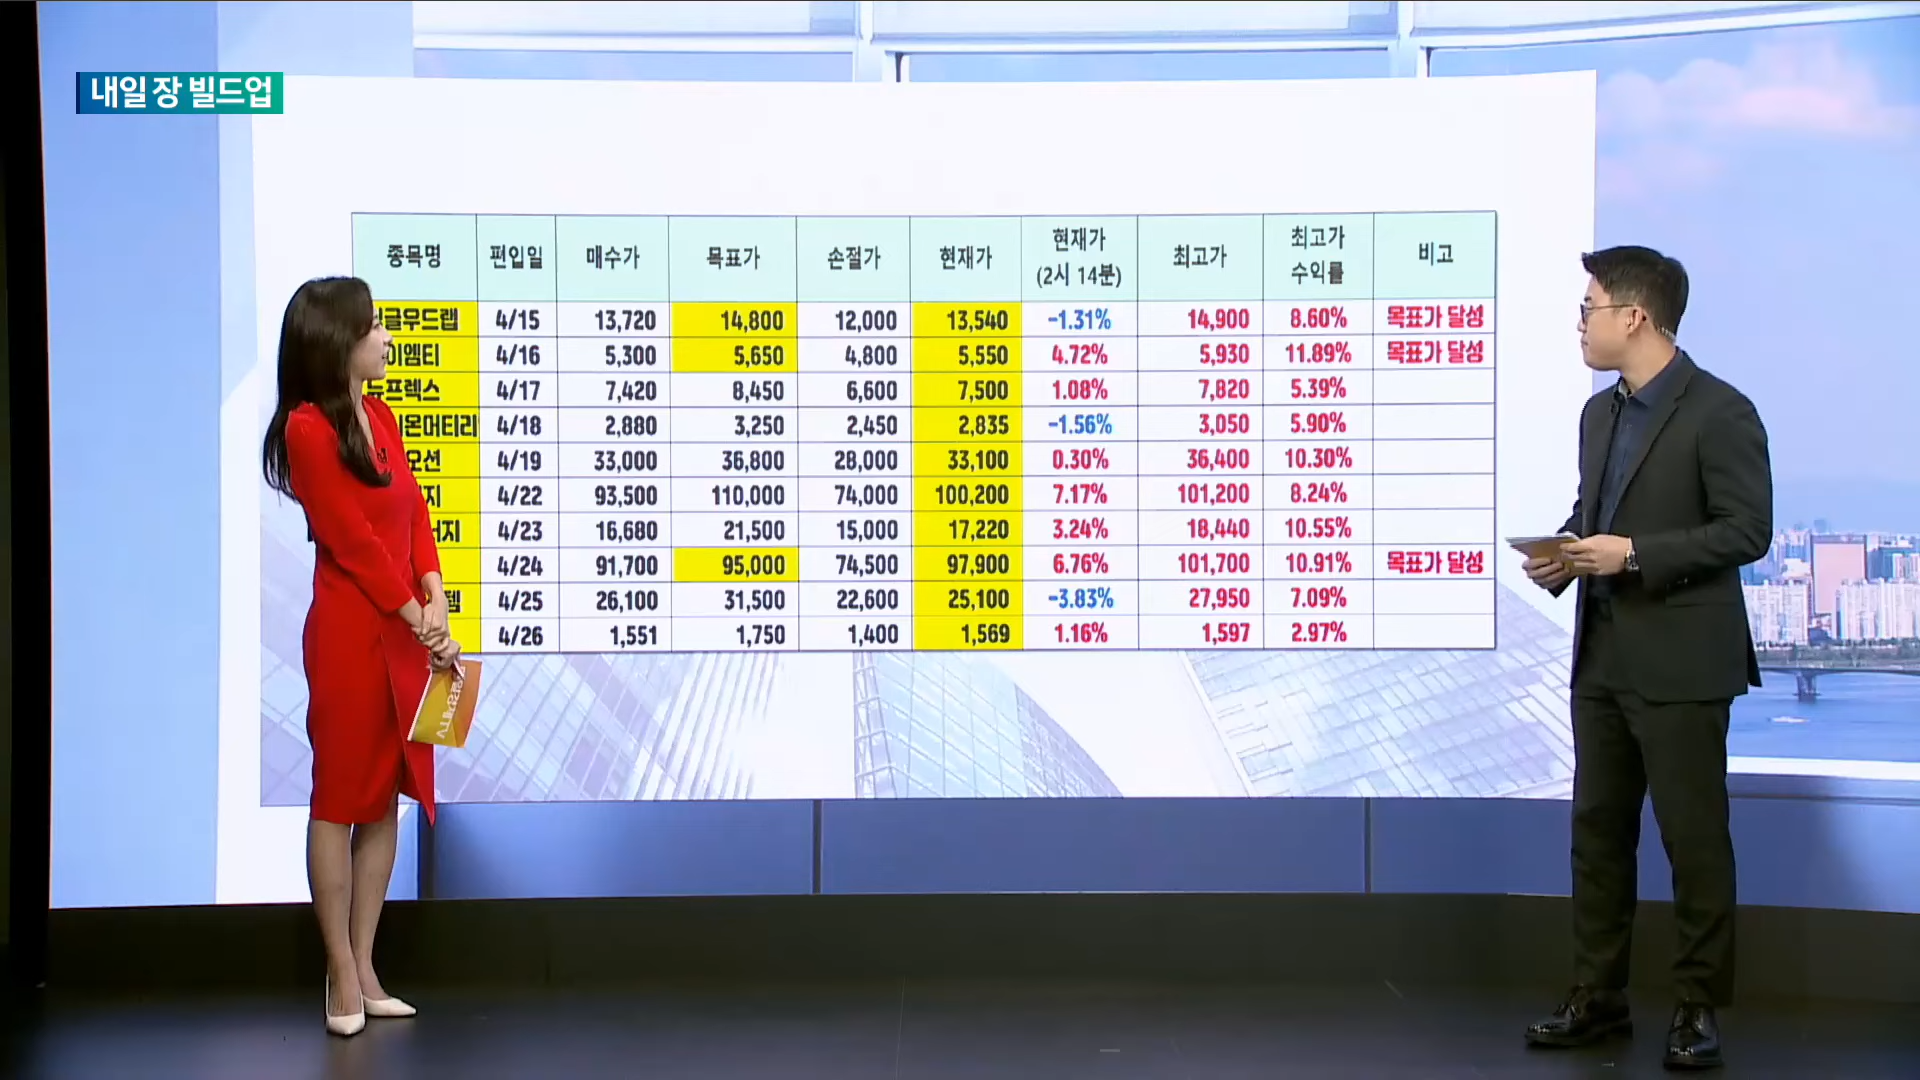 내일 장 빌드업
종목명 편입일 매수가 목표가 손절가 현재가 현재가 (2시 14분) 최고가 최고가 수익률 비고
글우드랩 4/15 13,720 14,800 12,000 13,540 -1.31% 14,900 8.60% 목표가 달성
이엠티 4/16 5,300 5,650 4,800 5,550 4.72% 5,930 11.89% 목표가 달성
뉴프렉스 4/17 7,420 8,450 6,600 7,500 1.08% 7,820 5.39%
이온머티리 4/18 2,880 3,250 2,450 2,835 -1.56% 3,050 5.90%
오션 4/19 33,000 36,800 28,000 33,100 0.30% 36,400 10.30%
지 4/22 93,500 110,000 74,000 100,200 7.17% 101,200 8.24%
너지 4/23 16,680 21,500 15,000 17,220 3.24% 18,440 10.55%
4/24 91,700 95,000 74,500 97,900 6.76% 101,700 10.91% 목표가 달성
템 4/25 26,100 31,500 22,600 25,100 -3.83% 27,950 7.09%
4/26 1,551 1,750 1,400 1,569 1.16% 1,597 2.97%